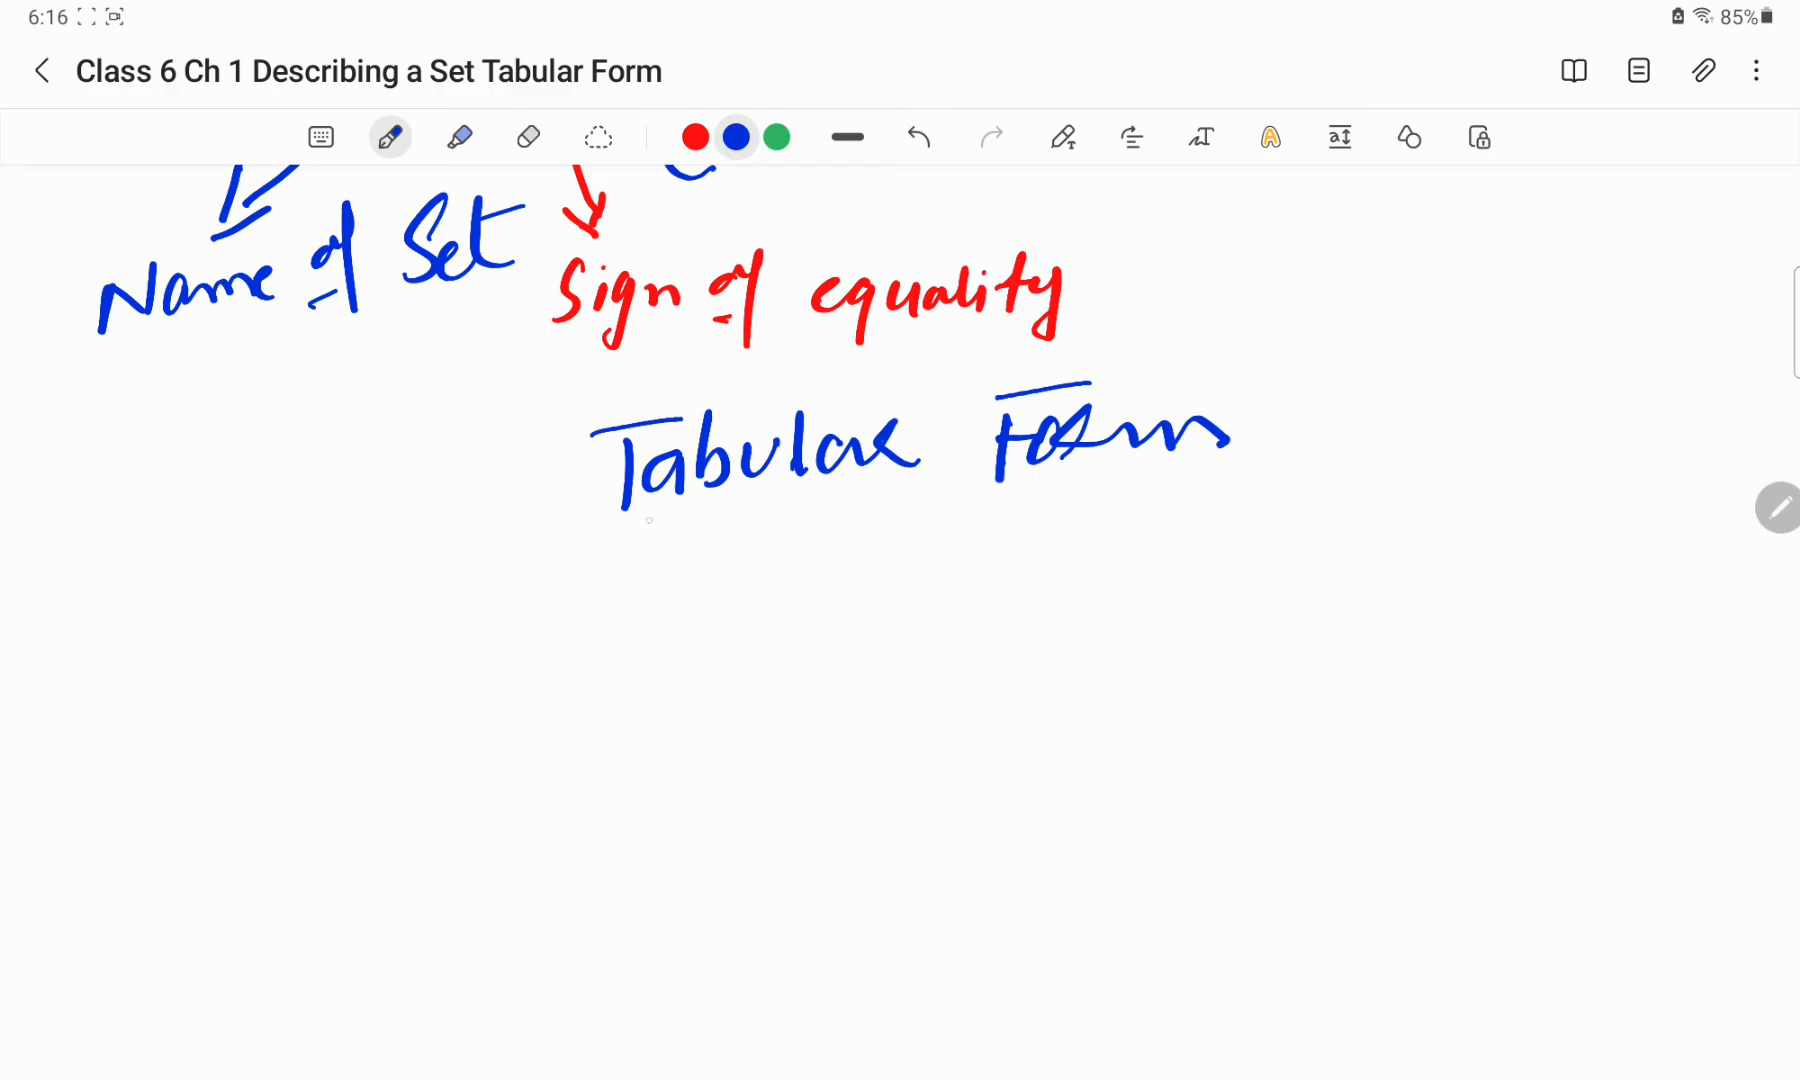 6:16 85%
Class 6 Ch 1 Describing a Set Tabular Form
Name of Set
Sign of equality
Tabular Form